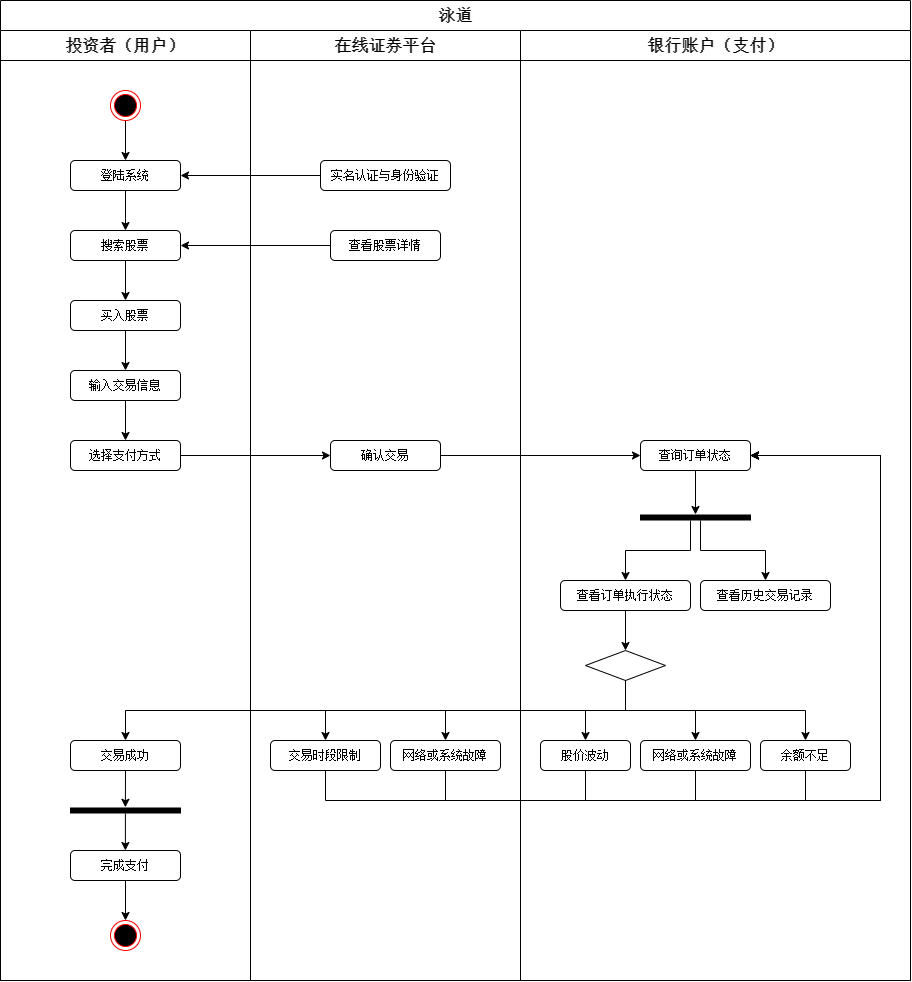 泳道
投资者（用户）
在线证券平台
银行账户（支付）
登陆系统
实名认证与身份验证
搜索股票
查看股票详情
买入股票
输入交易信息
选择支付方式
确认交易
查询订单状态
查看订单执行状态
查看历史交易记录
交易成功
交易时段限制
网络或系统故障
股价波动
网络或系统故障
余额不足
完成支付